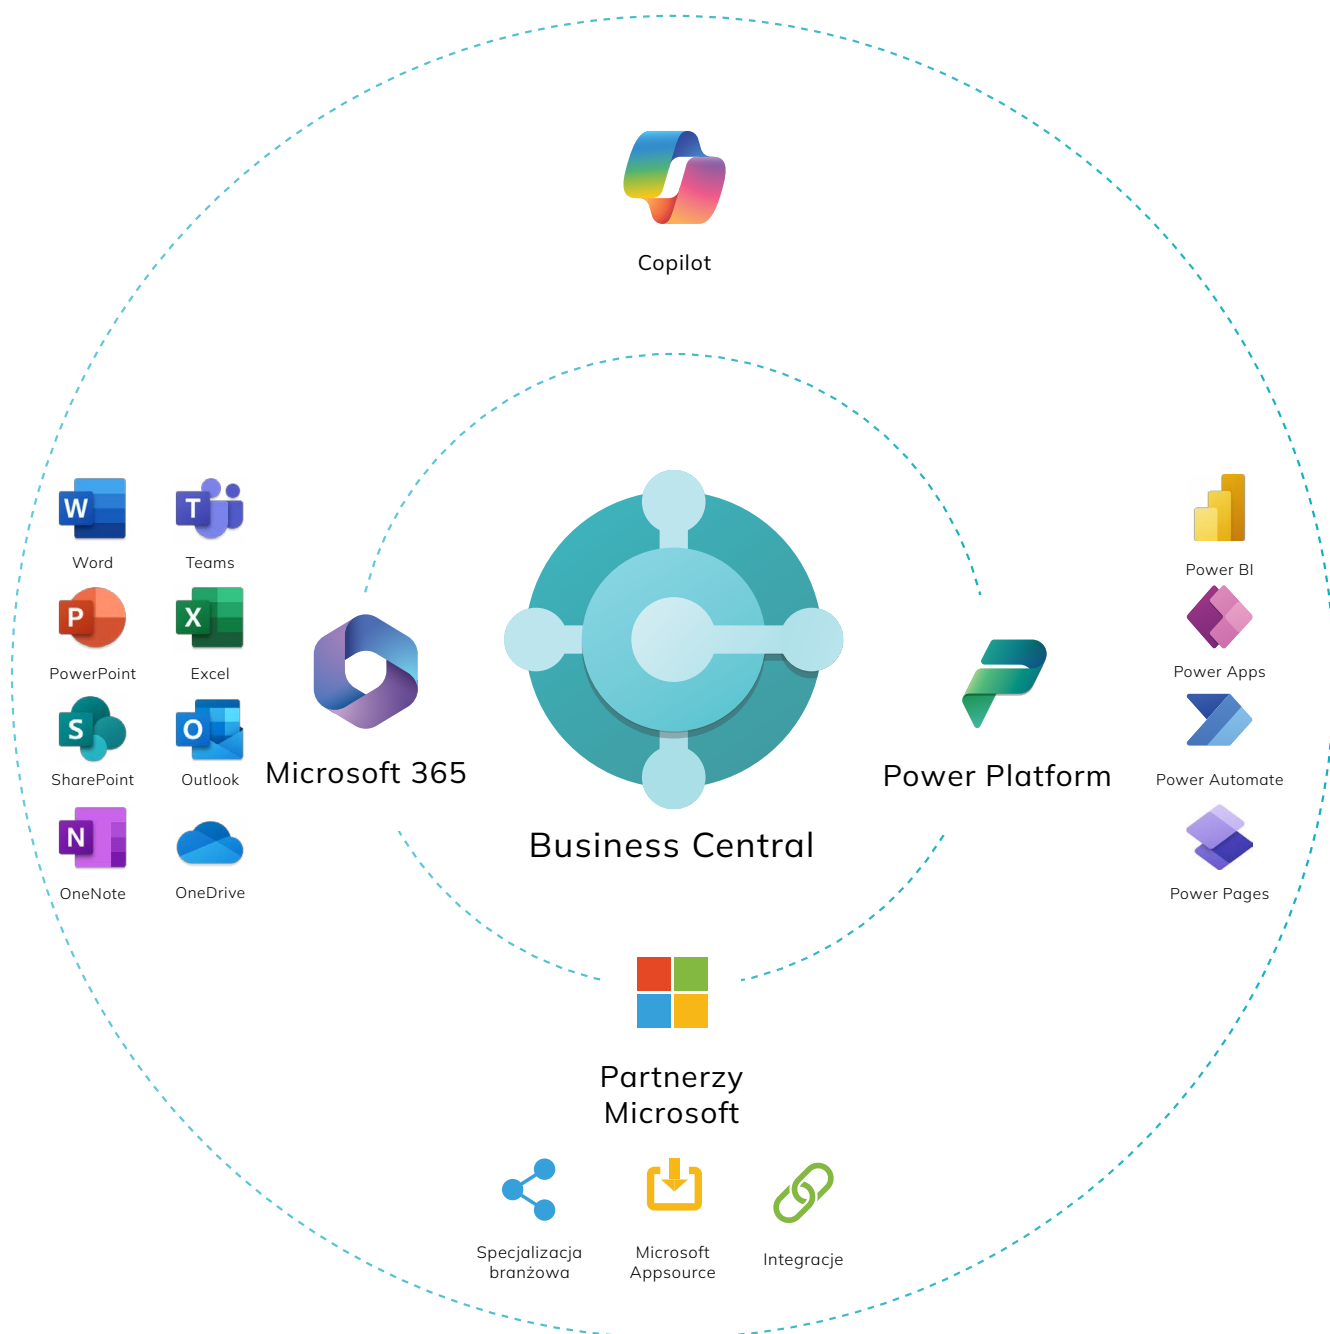 Copilot
W
Word
T
Teams
P
PowerPoint
X
Excel
S
SharePoint
O
Outlook
N
OneNote
OneDrive
Microsoft 365
Business Central
Power Platform
Power BI
Power Apps
Power Automate
Power Pages
Partnerzy
Microsoft
Specjalizacja
branżowa
Microsoft
Appsource
Integracje